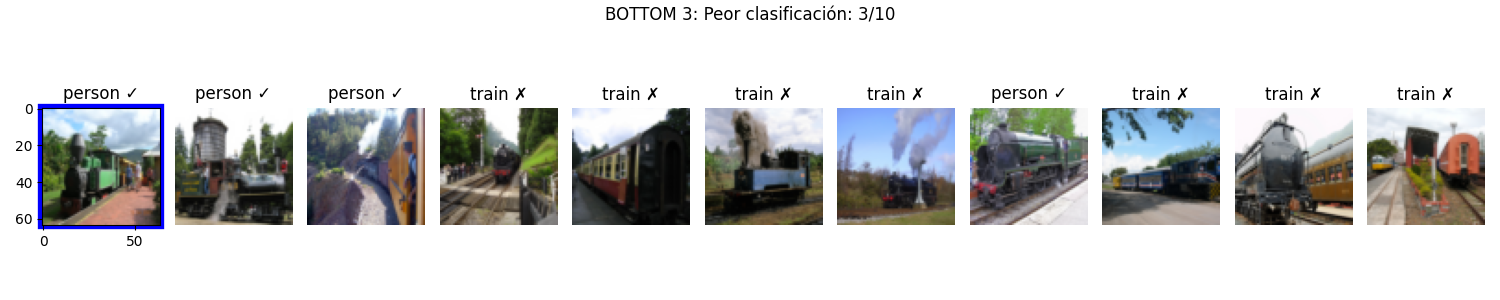 BOTTOM 3: Peor clasificación: 3/10
person ✓ person ✓ person ✓ train ✗ train ✗ train ✗ train ✗ person ✓ train ✗ train ✗ train ✗
0
20
40
60
0 50